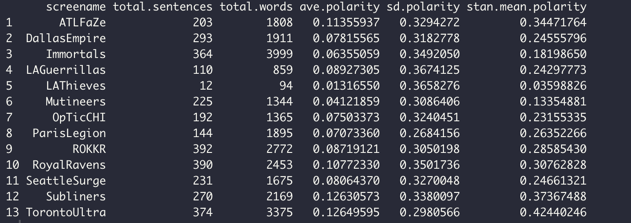 screenname total.sentences total.words ave.polarity sd.polarity stan.mean.polarity
1 ATLFaZe 203 1808 0.11355937 0.3294272 0.34471764
2 DallasEmpire 293 1911 0.07815565 0.3182778 0.24555796
3 Immortals 364 3999 0.06355059 0.3492050 0.18198650
4 LAGuerrillas 110 859 0.08927305 0.3674125 0.24297773
5 LAThieves 12 94 0.01316550 0.3658276 0.03598826
6 Mutineers 225 1344 0.04121859 0.3086406 0.13354881
7 OpTicCHI 192 1365 0.07503373 0.3240451 0.23155335
8 ParisLegion 144 1895 0.07073360 0.2684156 0.26352266
9 ROKKR 392 2772 0.08719121 0.3050198 0.28585430
10 RoyalRavens 390 2453 0.10772330 0.3501736 0.30762828
11 SeattleSurge 231 1675 0.08064370 0.3270048 0.24661321
12 Subliners 270 2169 0.12630573 0.3380097 0.37367488
13 TorontoUltra 374 3375 0.12649595 0.2980566 0.42440246